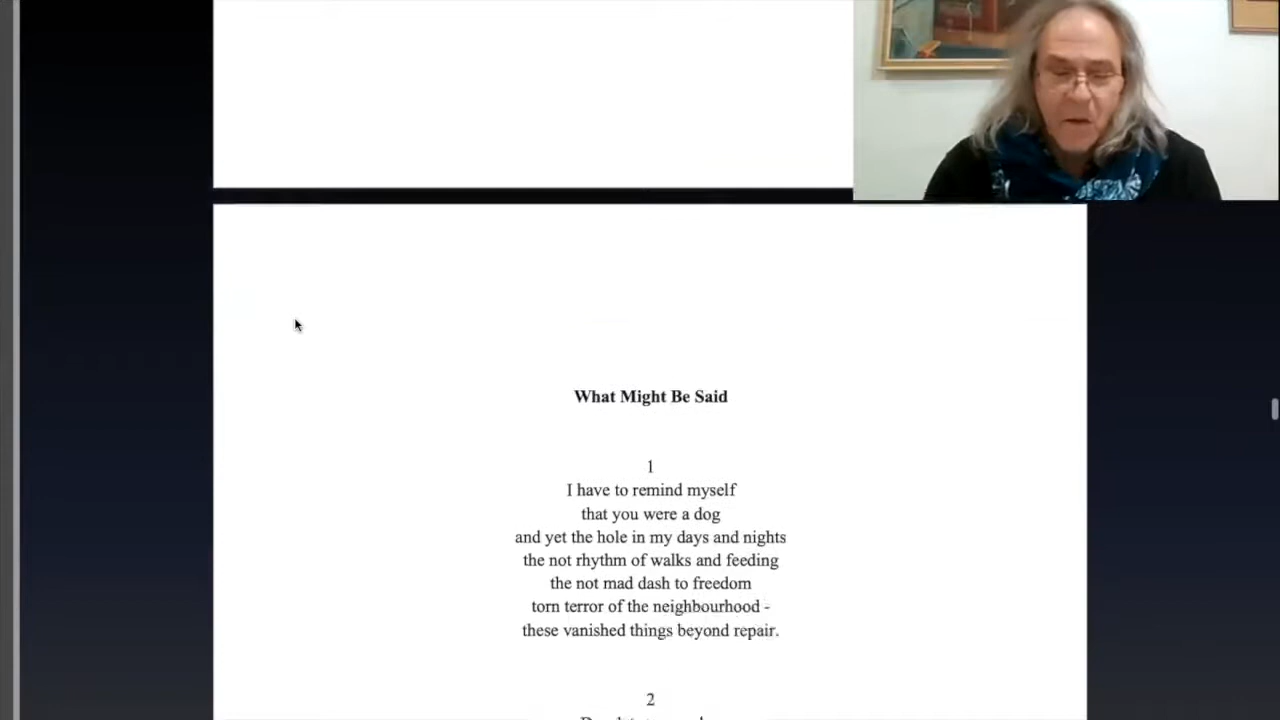 What Might Be Said
1
I have to remind myself
that you were a dog
and yet the hole in my days and nights
the not rhythm of walks and feeding
the not mad dash to freedom
torn terror of the neighbourhood -
these vanished things beyond repair.
2